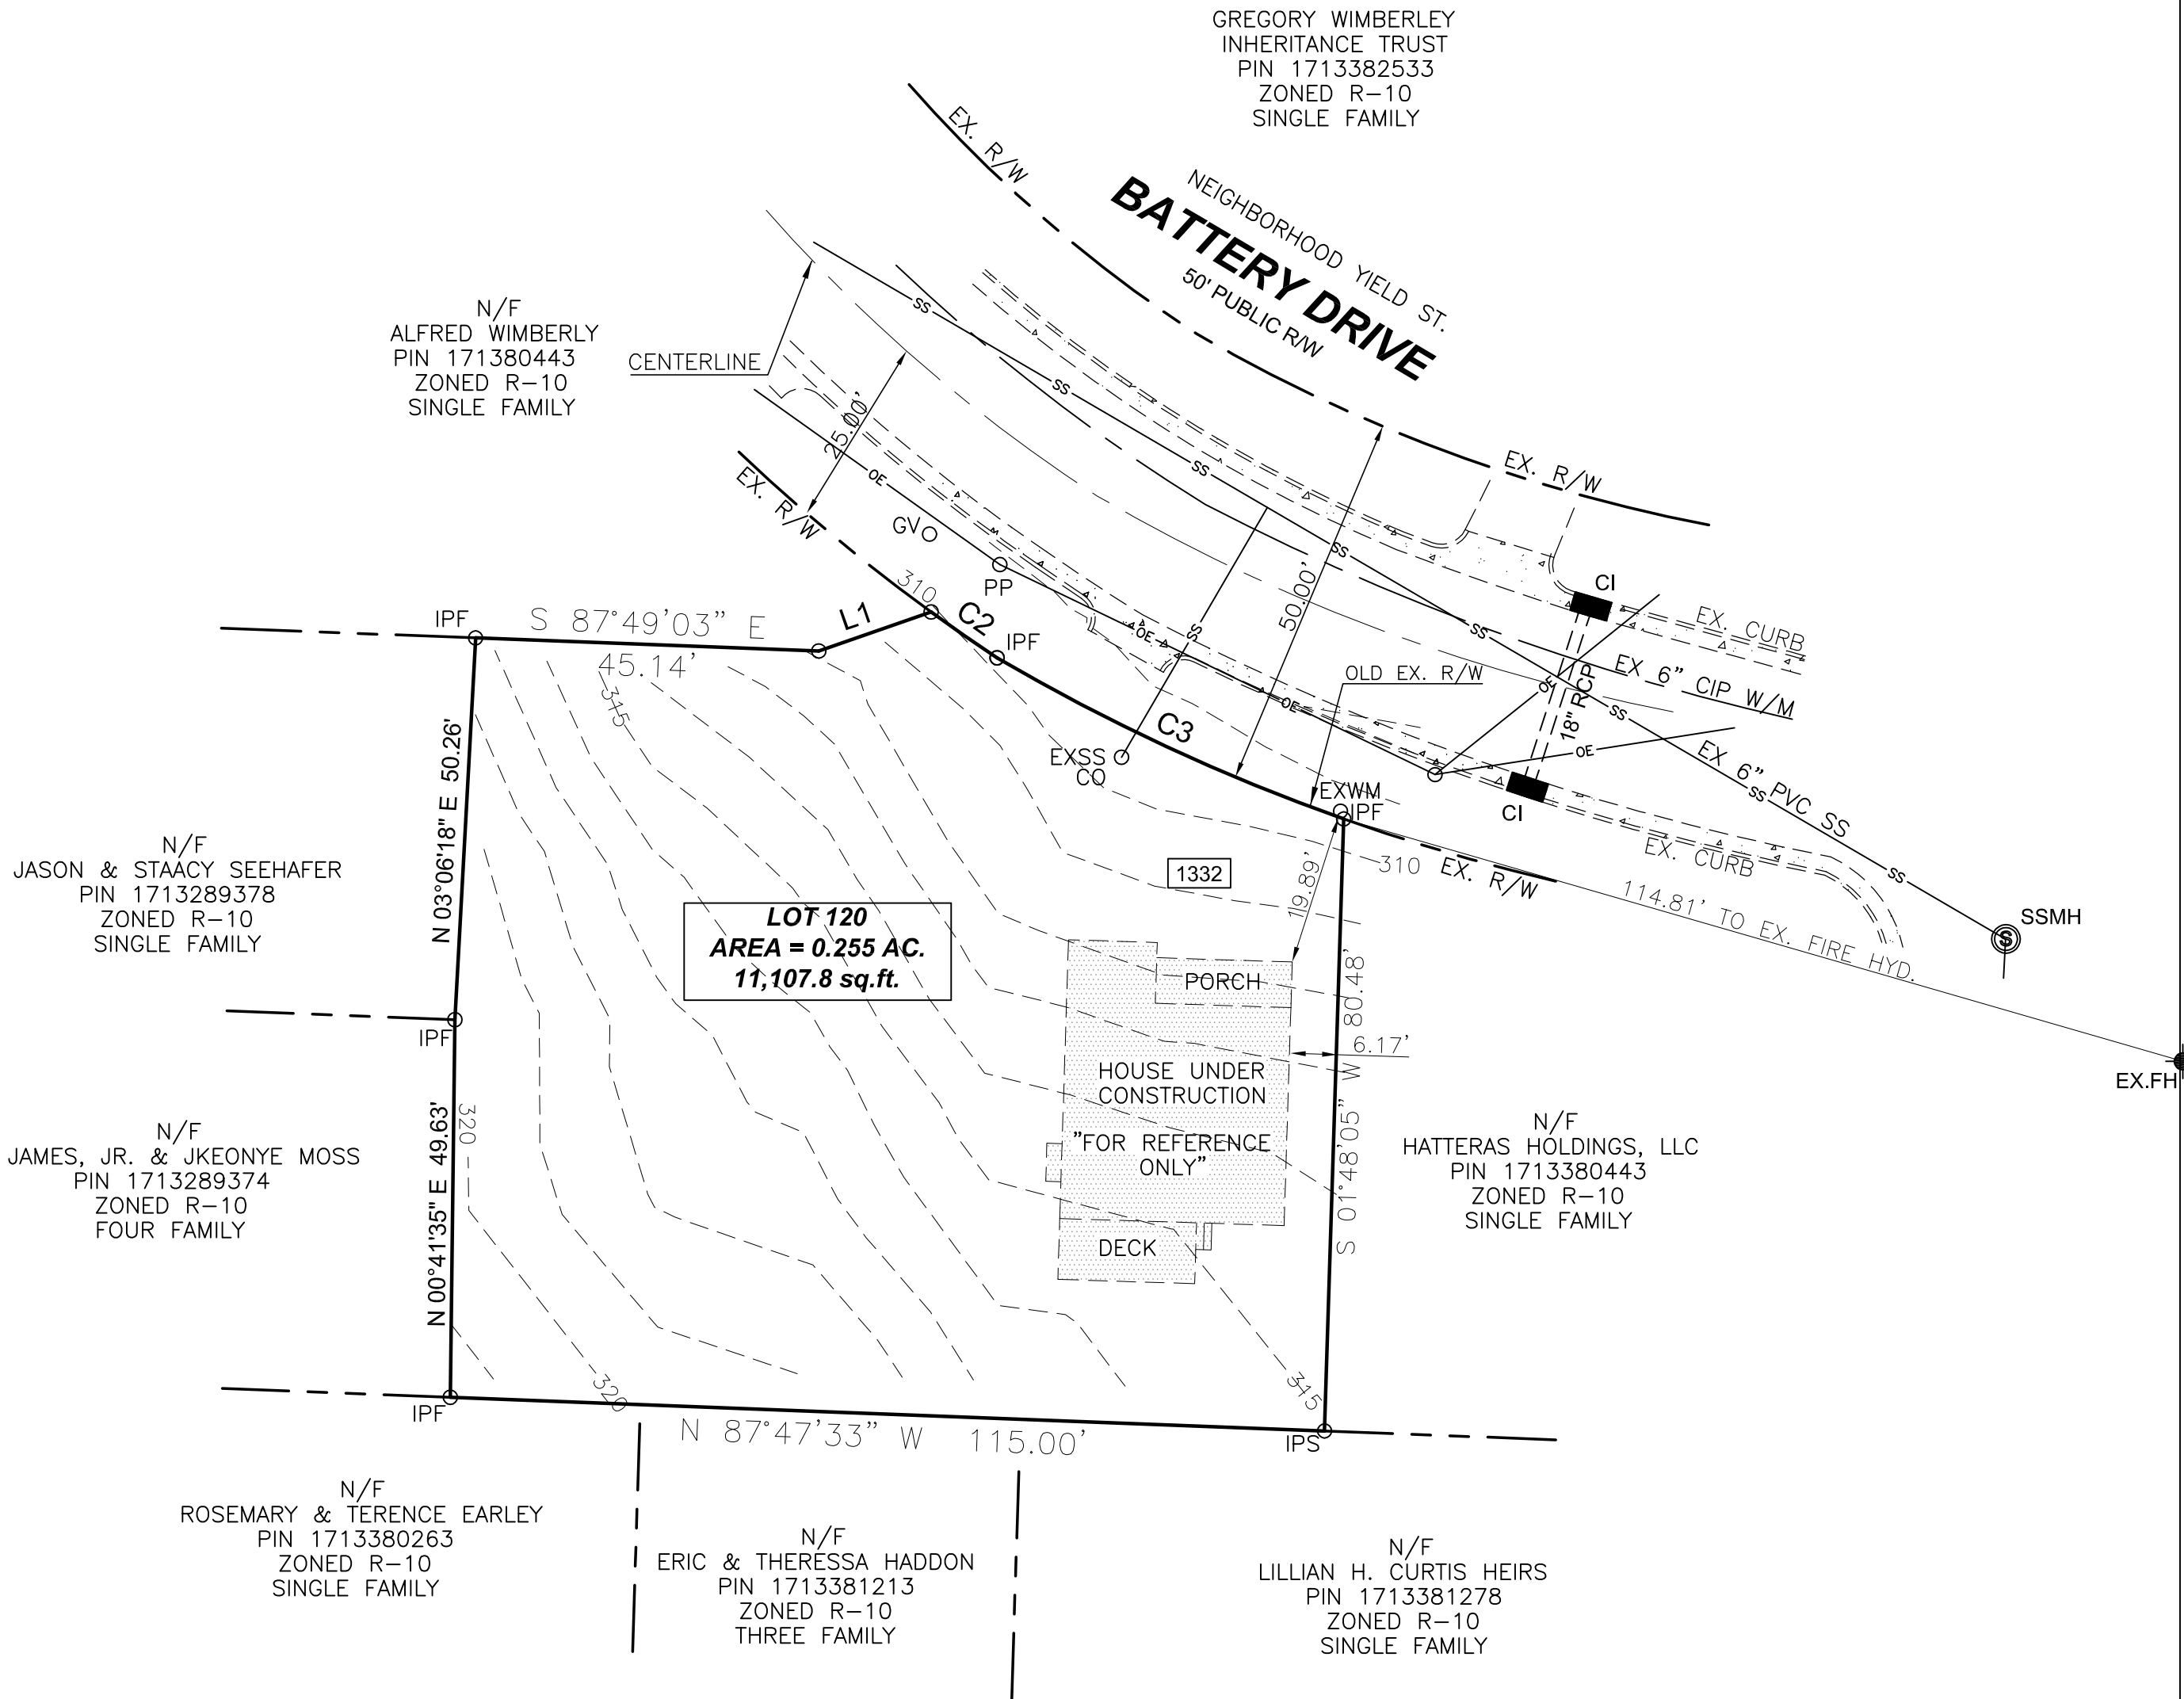 GREGORY WIMBERLEY
INHERITANCE TRUST
PIN 1713382533
ZONED R-10
SINGLE FAMILY
EX. R/W
NEIGHBORHOOD YIELD ST.
BATTERY DRIVE
50' PUBLIC R/W
N/F
ALFRED WIMBERLY
PIN 171380443
ZONED R-10
SINGLE FAMILY
CENTERLINE
25.00'
SS
SS
SS
SS
SS
SS
SS
SS
SS
EX. R/W
EX. R/W
OE
GV
PP
50.00'
CI
EX. CURB
EX 6" CIP W/M
18" RCP
OE
OE
OE
OE
EX 6" PVC SS
OLD EX. R/W
310
IPF
S 87°49'03" E
45.14'
L1
C2
IPF
C3
EXSS
CO
EXWM
IPF
CI
EX. CURB
310
EX. R/W
114.81' TO EX. FIRE HYD.
SSMH
S
EX.FH
315
N 03°06'18" E 50.26'
N/F
JASON & STAACY SEEHAFER
PIN 1713289378
ZONED R-10
SINGLE FAMILY
1332
19.89'
LOT 120
AREA = 0.255 AC.
11,107.8 sq.ft.
PORCH
S 01°48'05" W 80.48'
6.17'
HOUSE UNDER
CONSTRUCTION
"FOR REFERENCE
ONLY"
DECK
IPF
N/F
JAMES, JR. & JKEONYE MOSS
PIN 1713289374
ZONED R-10
FOUR FAMILY
N 00°41'35" E 49.63'
320
N/F
HATTERAS HOLDINGS, LLC
PIN 1713380443
ZONED R-10
SINGLE FAMILY
IPF
320
315
N 87°47'33" W 115.00'
IPS
N/F
ROSEMARY & TERENCE EARLEY
PIN 1713380263
ZONED R-10
SINGLE FAMILY
N/F
ERIC & THERESSA HADDON
PIN 1713381213
ZONED R-10
THREE FAMILY
N/F
LILLIAN H. CURTIS HEIRS
PIN 1713381278
ZONED R-10
SINGLE FAMILY